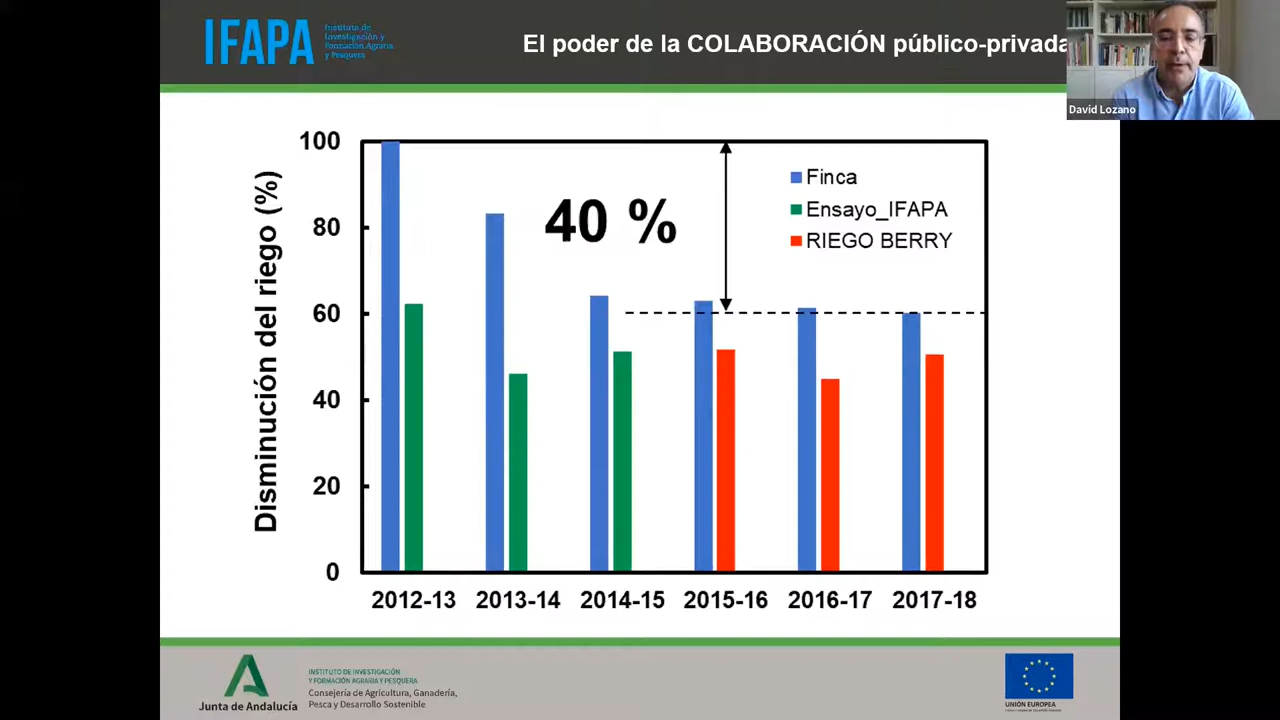 IFAPA
Instituto de
Investigación y
Formación Agraria
y Pesquera
El poder de la COLABORACIÓN público-privada
David Lozano
Disminución del riego (%)
100
80
60
40
20
0
40 %
Finca
Ensayo_IFAPA
RIEGO BERRY
2012-13 2013-14 2014-15 2015-16 2016-17 2017-18
Junta de Andalucía
INSTITUTO DE INVESTIGACIÓN
Y FORMACIÓN AGRARIA Y PESQUERA
Consejería de Agricultura, Ganadería,
Pesca y Desarrollo Sostenible
UNIÓN EUROPEA